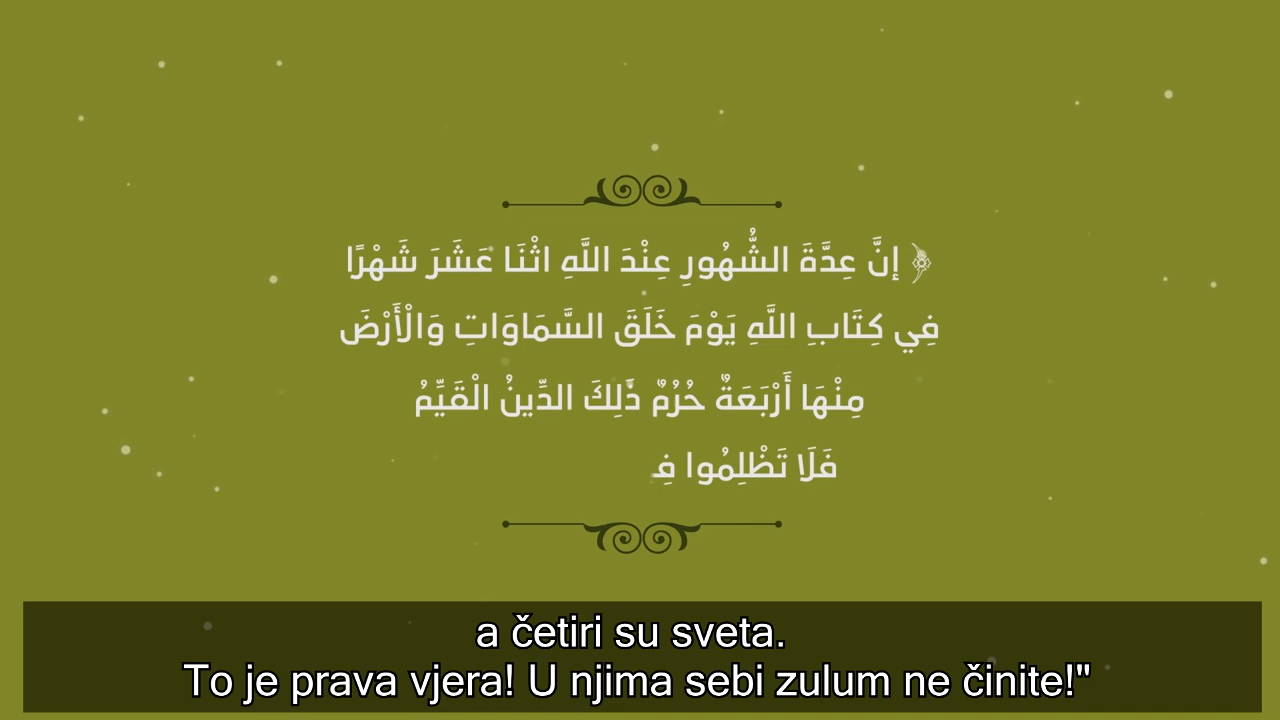 ﴿ إنَّ عِدَّةَ الشُّهُورِ عِنْدَ اللَّهِ اثْنَا عَشَرَ شَهْرًا
فِي كِتَابِ اللَّهِ يَوْمَ خَلَقَ السَّمَاوَاتِ وَالْأَرْضَ
مِنْهَا أَرْبَعَةٌ حُرُمٌ ذَٰلِكَ الدِّينُ الْقَيِّمُ
فَلَا تَظْلِمُوا فِ
a četiri su sveta.
To je prava vjera! U njima sebi zulum ne činite!"